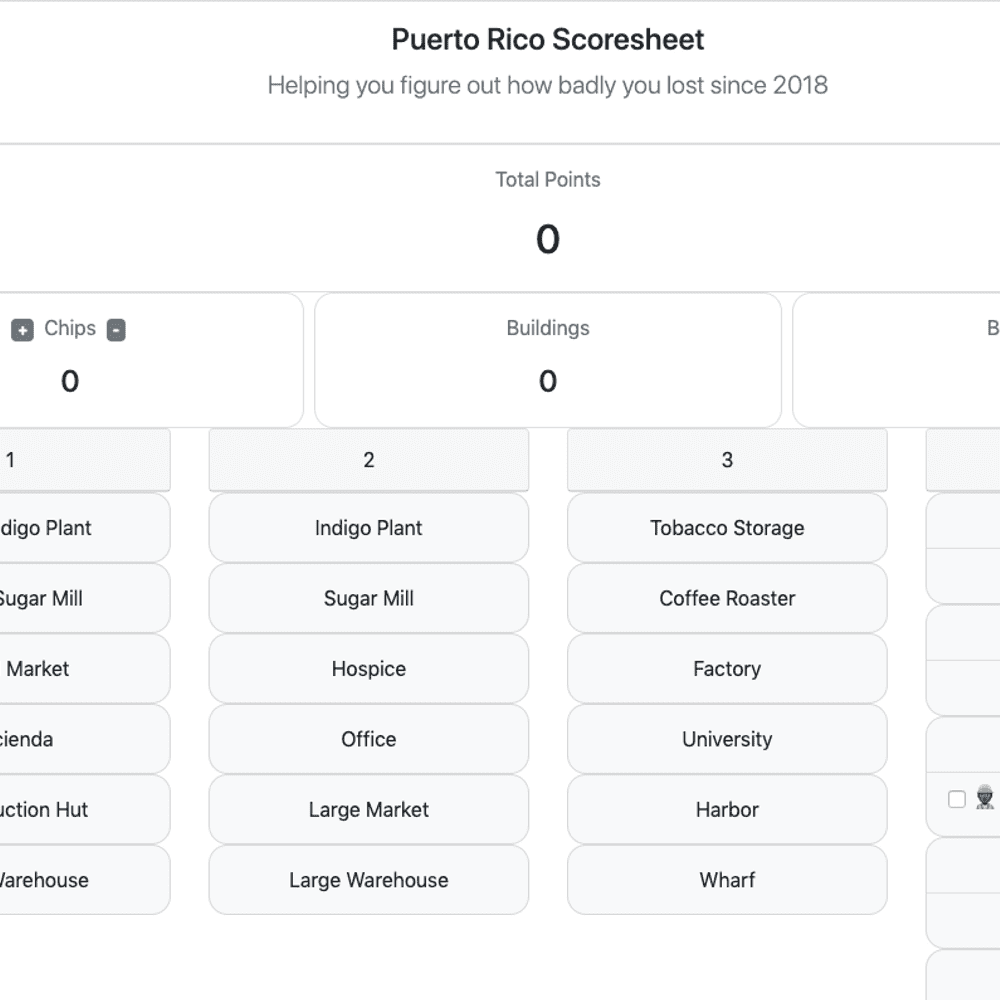 Puerto Rico Scoresheet
Helping you figure out how badly you lost since 2018
Total Points
0
+ Chips -
0
Buildings
0
B
1
2
3
digo Plant
Indigo Plant
Tobacco Storage
Sugar Mill
Sugar Mill
Coffee Roaster
Market
Hospice
Factory
cienda
Office
University
uction Hut
Large Market
Harbor
Warehouse
Large Warehouse
Wharf